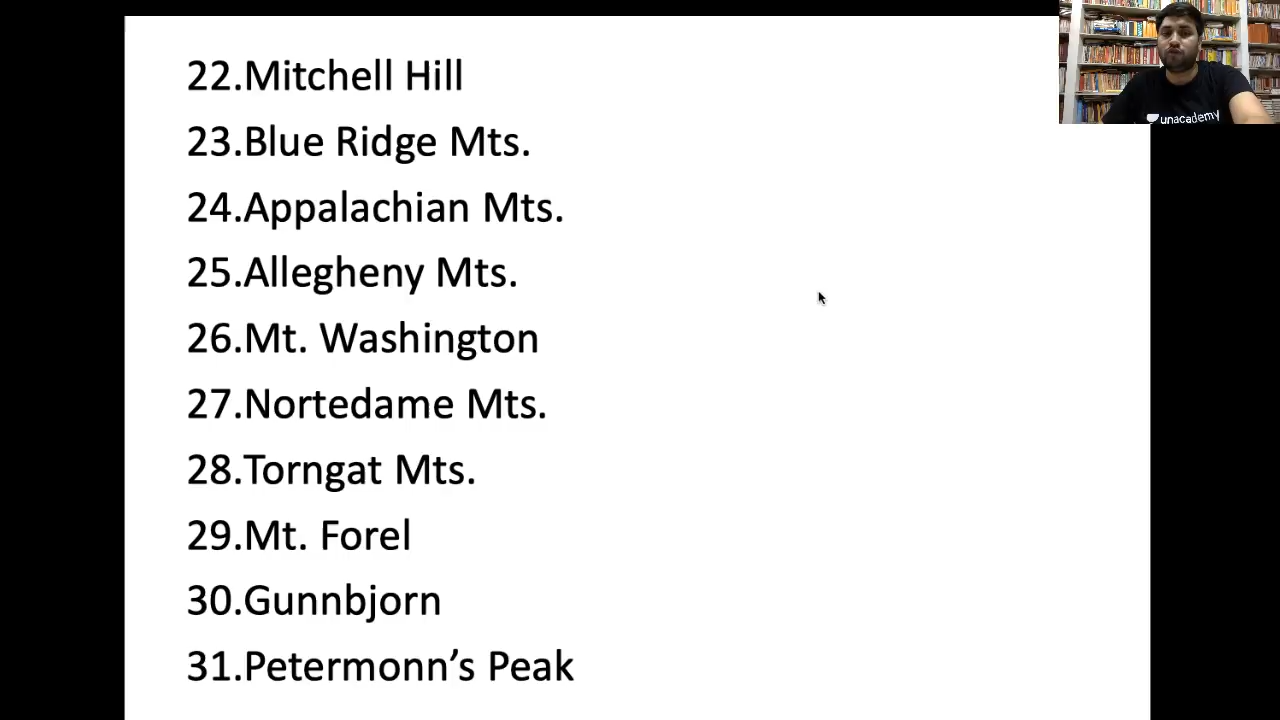 22.Mitchell Hill
23.Blue Ridge Mts.
24.Appalachian Mts.
25.Allegheny Mts.
26.Mt. Washington
27.Nortedame Mts.
28.Torngat Mts.
29.Mt. Forel
30.Gunnbjorn
31.Petermonn’s Peak
unacademy